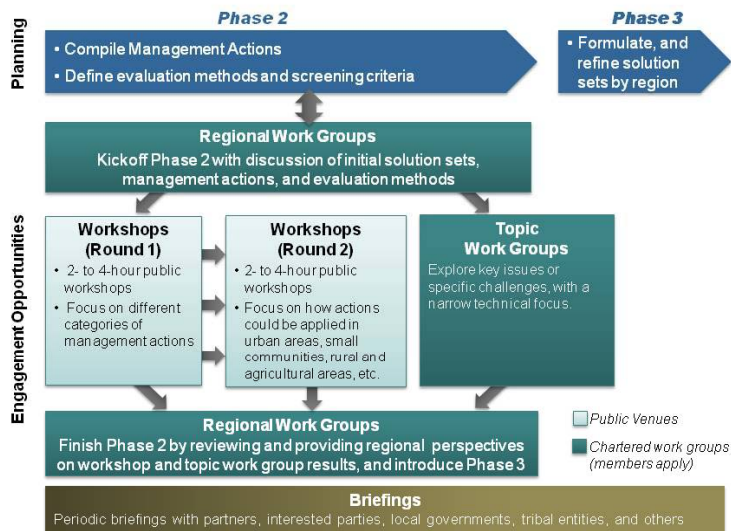 Phase 2
Phase 3
Planning
• Compile Management Actions
• Define evaluation methods and screening criteria
• Formulate, and
refine solution
sets by region
Regional Work Groups
Kickoff Phase 2 with discussion of initial solution sets,
management actions, and evaluation methods
Engagement Opportunities
Workshops
(Round 1)
• 2- to 4-hour public
workshops
• Focus on different
categories of
management actions
Workshops
(Round 2)
• 2- to 4-hour public
workshops
• Focus on how actions
could be applied in
urban areas, small
communities, rural and
agricultural areas, etc.
Topic
Work Groups
Explore key issues or
specific challenges, with a
narrow technical focus.
Regional Work Groups
Finish Phase 2 by reviewing and providing regional perspectives
on workshop and topic work group results, and introduce Phase 3
Public Venues
Chartered work groups
(members apply)
Briefings
Periodic briefings with partners, interested parties, local governments, tribal entities, and others